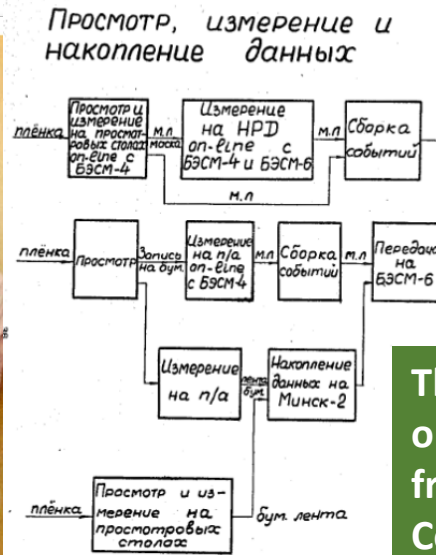 Просмотр, измерение и
накопление данных
плёнка
Просмотр и
измерение
на просмот-
ровых столах
on-line с
БЭСМ-4
м.л
маска
Измерение
на HPD
on-line с
БЭСМ-4 и БЭСМ-6
м.л
Сборка
событий
м.л
плёнка
Просмотр
Запись
на бум.
Измерение
на п/а
on-line
с БЭСМ-4
м.л
Сборка
событий
м.л
Передача
на
БЭСМ-6
Измерение
на п/а
лента
бум.
Накопление
данных на
Минск-2
плёнка
Просмотр и из-
мерение на
просмотровых
столах
бум. лента